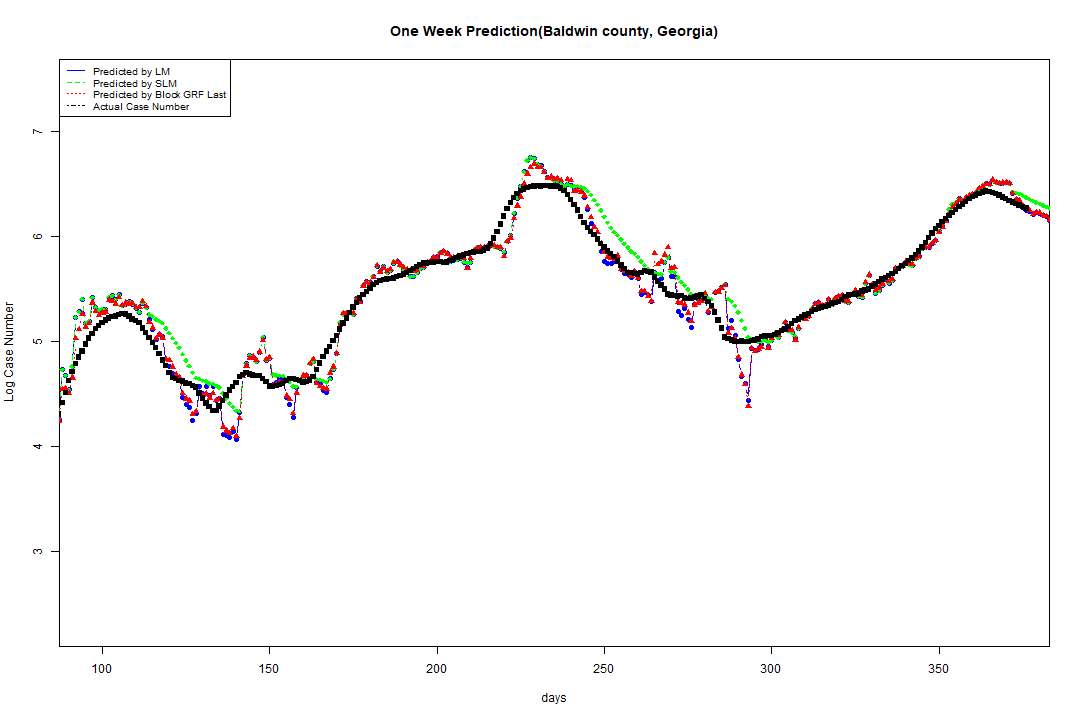 One Week Prediction(Baldwin county, Georgia)
Predicted by LM
Predicted by SLM
Predicted by Block GRF Last
Actual Case Number
7
6
5
4
3
Log Case Number
100 150 200 250 300 350
days